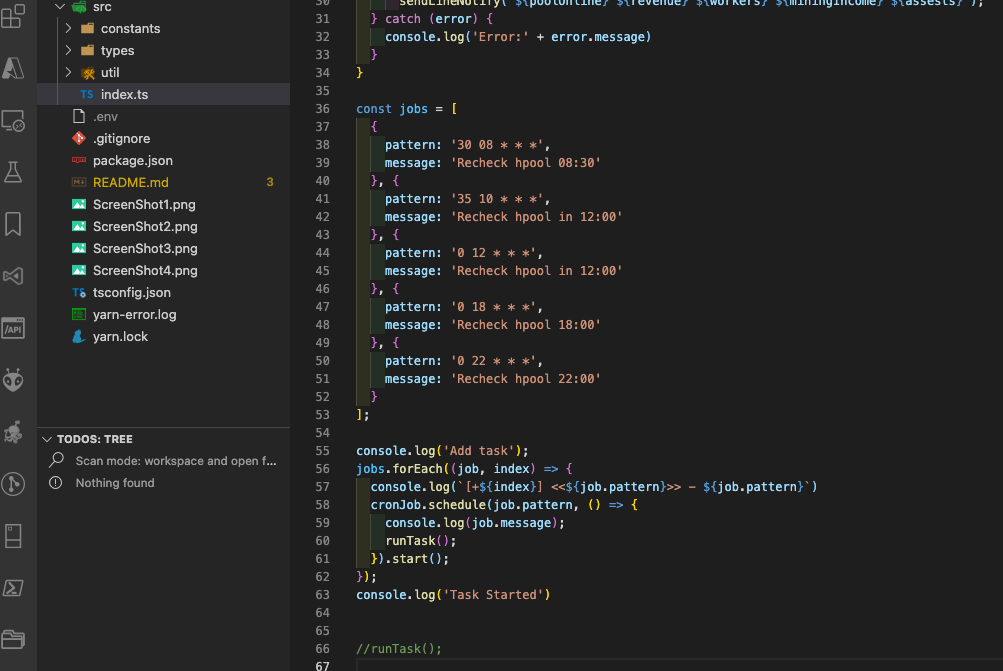 src
constants
types
util
TS index.ts
.env
.gitignore
package.json
README.md 3
ScreenShot1.png
ScreenShot2.png
ScreenShot3.png
ScreenShot4.png
TS tsconfig.json
yarn-error.log
yarn.lock
TODOS: TREE
Scan mode: workspace and open f...
Nothing found
/API
30 sendLineNotify(`${poolonline} ${revenue} ${workers} ${miningIncome} ${assests}`);
31 } catch (error) {
32 console.log('Error:' + error.message)
33 }
34 }
35
36 const jobs = [
37 {
38 pattern: '30 08 * * *',
39 message: 'Recheck hpool 08:30'
40 }, {
41 pattern: '35 10 * * *',
42 message: 'Recheck hpool in 12:00'
43 }, {
44 pattern: '0 12 * * *',
45 message: 'Recheck hpool in 12:00'
46 }, {
47 pattern: '0 18 * * *',
48 message: 'Recheck hpool 18:00'
49 }, {
50 pattern: '0 22 * * *',
51 message: 'Recheck hpool 22:00'
52 }
53 ];
54
55 console.log('Add task');
56 jobs.forEach((job, index) => {
57 console.log(`[+${index}] <<${job.pattern}>> - ${job.pattern}`)
58 cronJob.schedule(job.pattern, () => {
59 console.log(job.message);
60 runTask();
61 }).start();
62 });
63 console.log('Task Started')
64
65
66 //runTask();
67